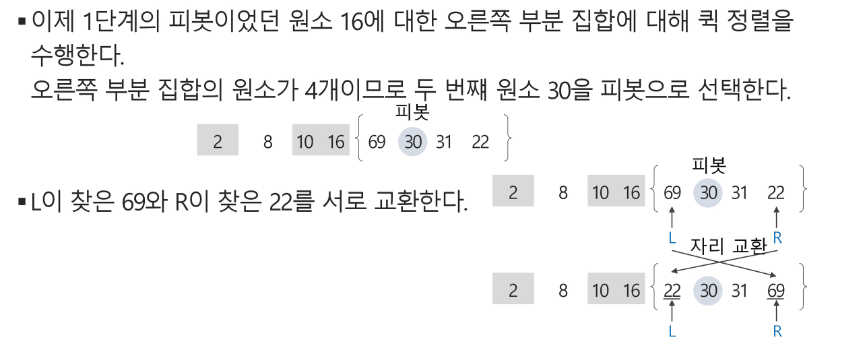 ▪이제 1단계의 피봇이었던 원소 16에 대한 오른쪽 부분 집합에 대해 퀵 정렬을
수행한다.
오른쪽 부분 집합의 원소가 4개이므로 두 번쨰 원소 30을 피봇으로 선택한다.
피봇
2 8 10 16 { 69 30 31 22 }
▪L이 찾은 69와 R이 찾은 22를 서로 교환한다.
피봇
2 8 10 16 { 69 30 31 22 }
L R
자리 교환
2 8 10 16 { 22 30 31 69 }
L R